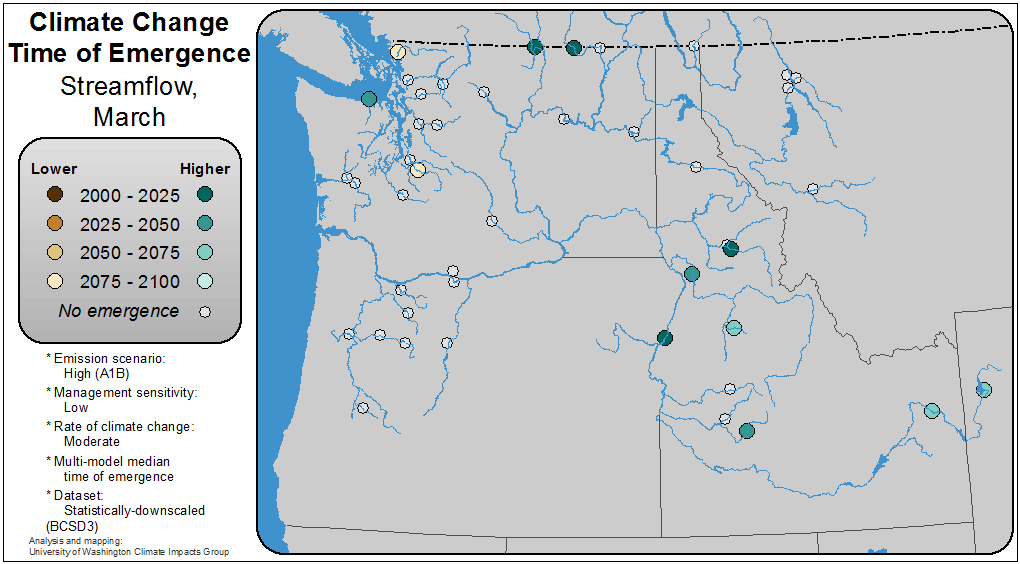 Climate Change
Time of Emergence
Streamflow,
March
Lower Higher
2000 - 2025
2025 - 2050
2050 - 2075
2075 - 2100
No emergence
* Emission scenario:
High (A1B)
* Management sensitivity:
Low
* Rate of climate change:
Moderate
* Multi-model median
time of emergence
* Dataset:
Statistically-downscaled
(BCSD3)
Analysis and mapping:
University of Washington Climate Impacts Group